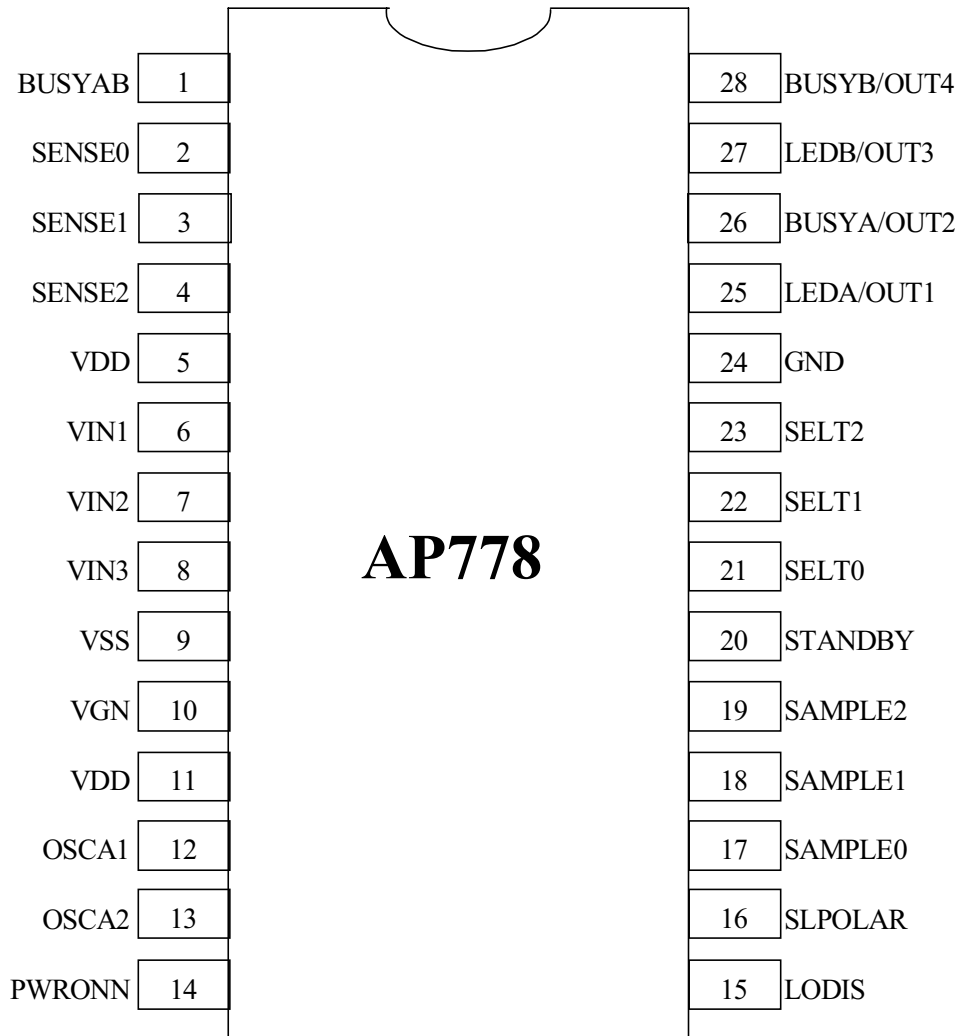 BUSYAB 1 28 BUSYB/OUT4
SENSE0 2 27 LEDB/OUT3
SENSE1 3 26 BUSYA/OUT2
SENSE2 4 25 LEDA/OUT1
VDD 5 24 GND
VIN1 6 23 SELT2
VIN2 7 22 SELT1
AP778
VIN3 8 21 SELT0
VSS 9 20 STANDBY
VGN 10 19 SAMPLE2
VDD 11 18 SAMPLE1
OSCA1 12 17 SAMPLE0
OSCA2 13 16 SLPOLAR
PWRONN 14 15 LODIS